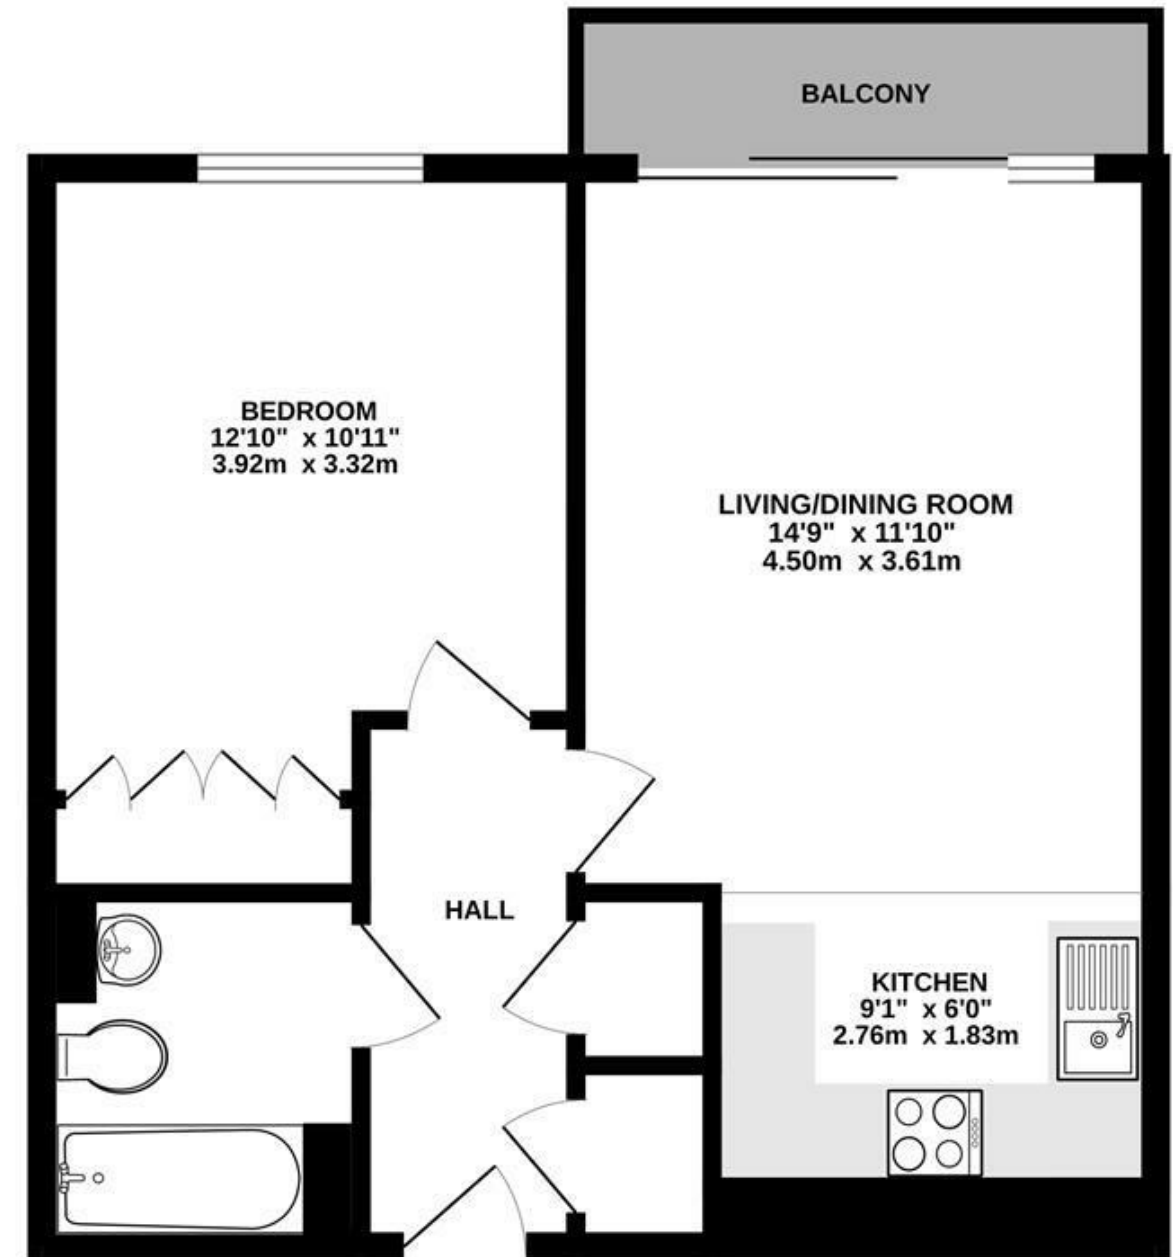 BALCONY
BEDROOM
12'10" x 10'11"
3.92m x 3.32m
LIVING/DINING ROOM
14'9" x 11'10"
4.50m x 3.61m
HALL
KITCHEN
9'1" x 6'0"
2.76m x 1.83m